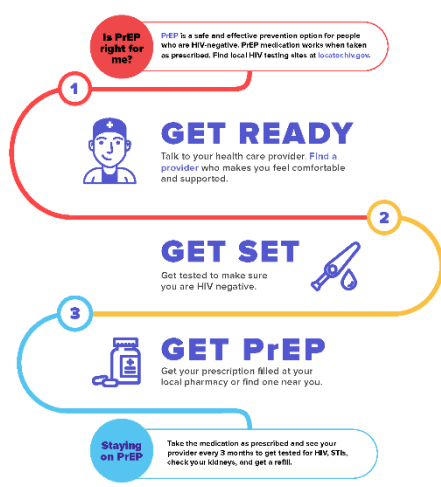 Is PrEP
right for
me?
PrEP is a safe and effective prevention option for people
who are HIV-negative. PrEP medication works when taken
as prescribed. Find local HIV testing sites at locator.hiv.gov.
1
GET READY
Talk to your health care provider. Find a
provider who makes you feel comfortable
and supported.
2
GET SET
Get tested to make sure
you are HIV negative.
3
GET PrEP
Get your prescription filled at your
local pharmacy or find one near you.
Staying
on PrEP
Take the medication as prescribed and see your
provider every 3 months to get tested for HIV, STIs,
check your kidneys, and get a refill.